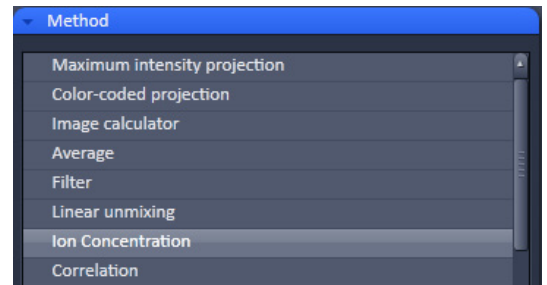 Method
Maximum intensity projection
Color-coded projection
Image calculator
Average
Filter
Linear unmixing
Ion Concentration
Correlation